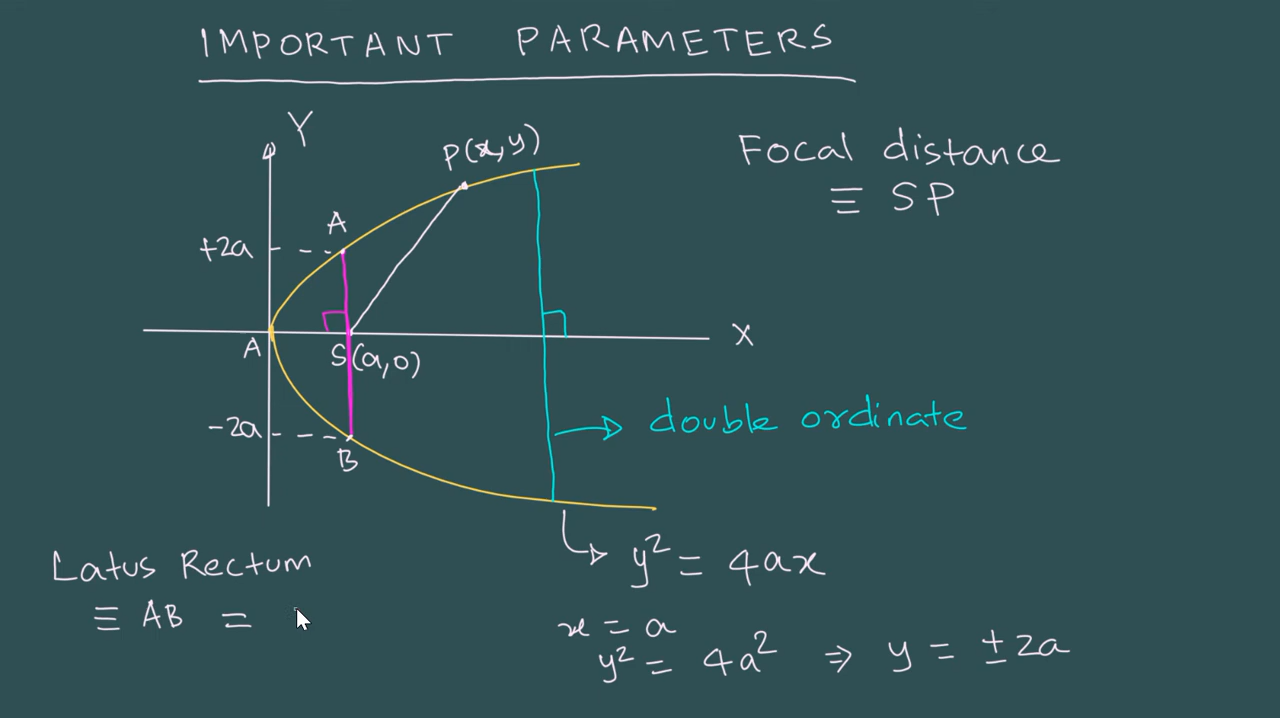 IMPORTANT PARAMETERS
Y
P(x,y)
Focal distance
≡ SP
A
+2a
X
A
S(a,0)
double ordinate
-2a
B
y² = 4ax
Latus Rectum
≡ AB =
x = a
y² = 4a² ⇒ y = ±2a